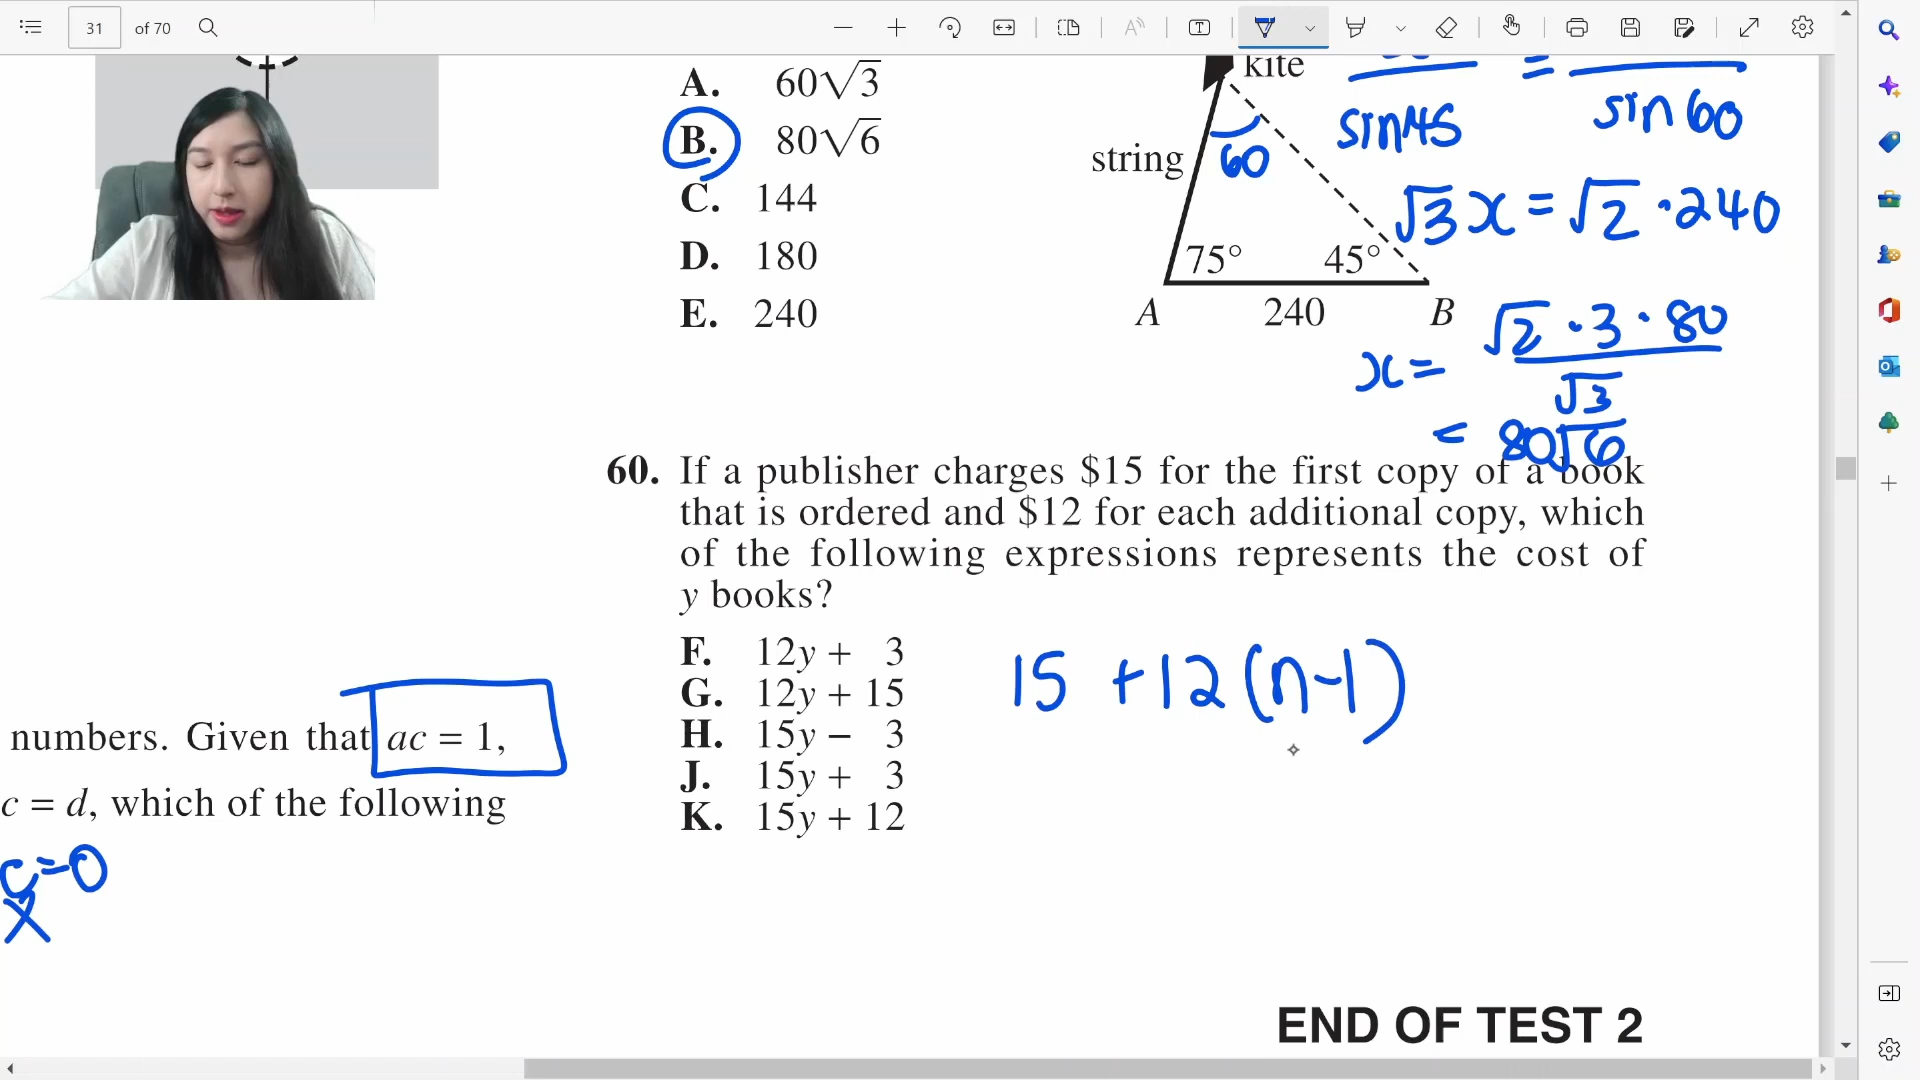 31 of 70
A. 60√3
B. 80√6
C. 144
D. 180
E. 240
kite
string
60
75° 45°
A 240 B
sin45 = sin 60
√3 x = √2 · 240
x = √2 · 3 · 80
√3
= 80√6
60. If a publisher charges $15 for the first copy of a book
that is ordered and $12 for each additional copy, which
of the following expressions represents the cost of
y books?
F. 12y + 3
G. 12y + 15
H. 15y − 3
J. 15y + 3
K. 15y + 12
15 + 12 (n-1)
numbers. Given that ac = 1,
c = d, which of the following
c=0
X
END OF TEST 2